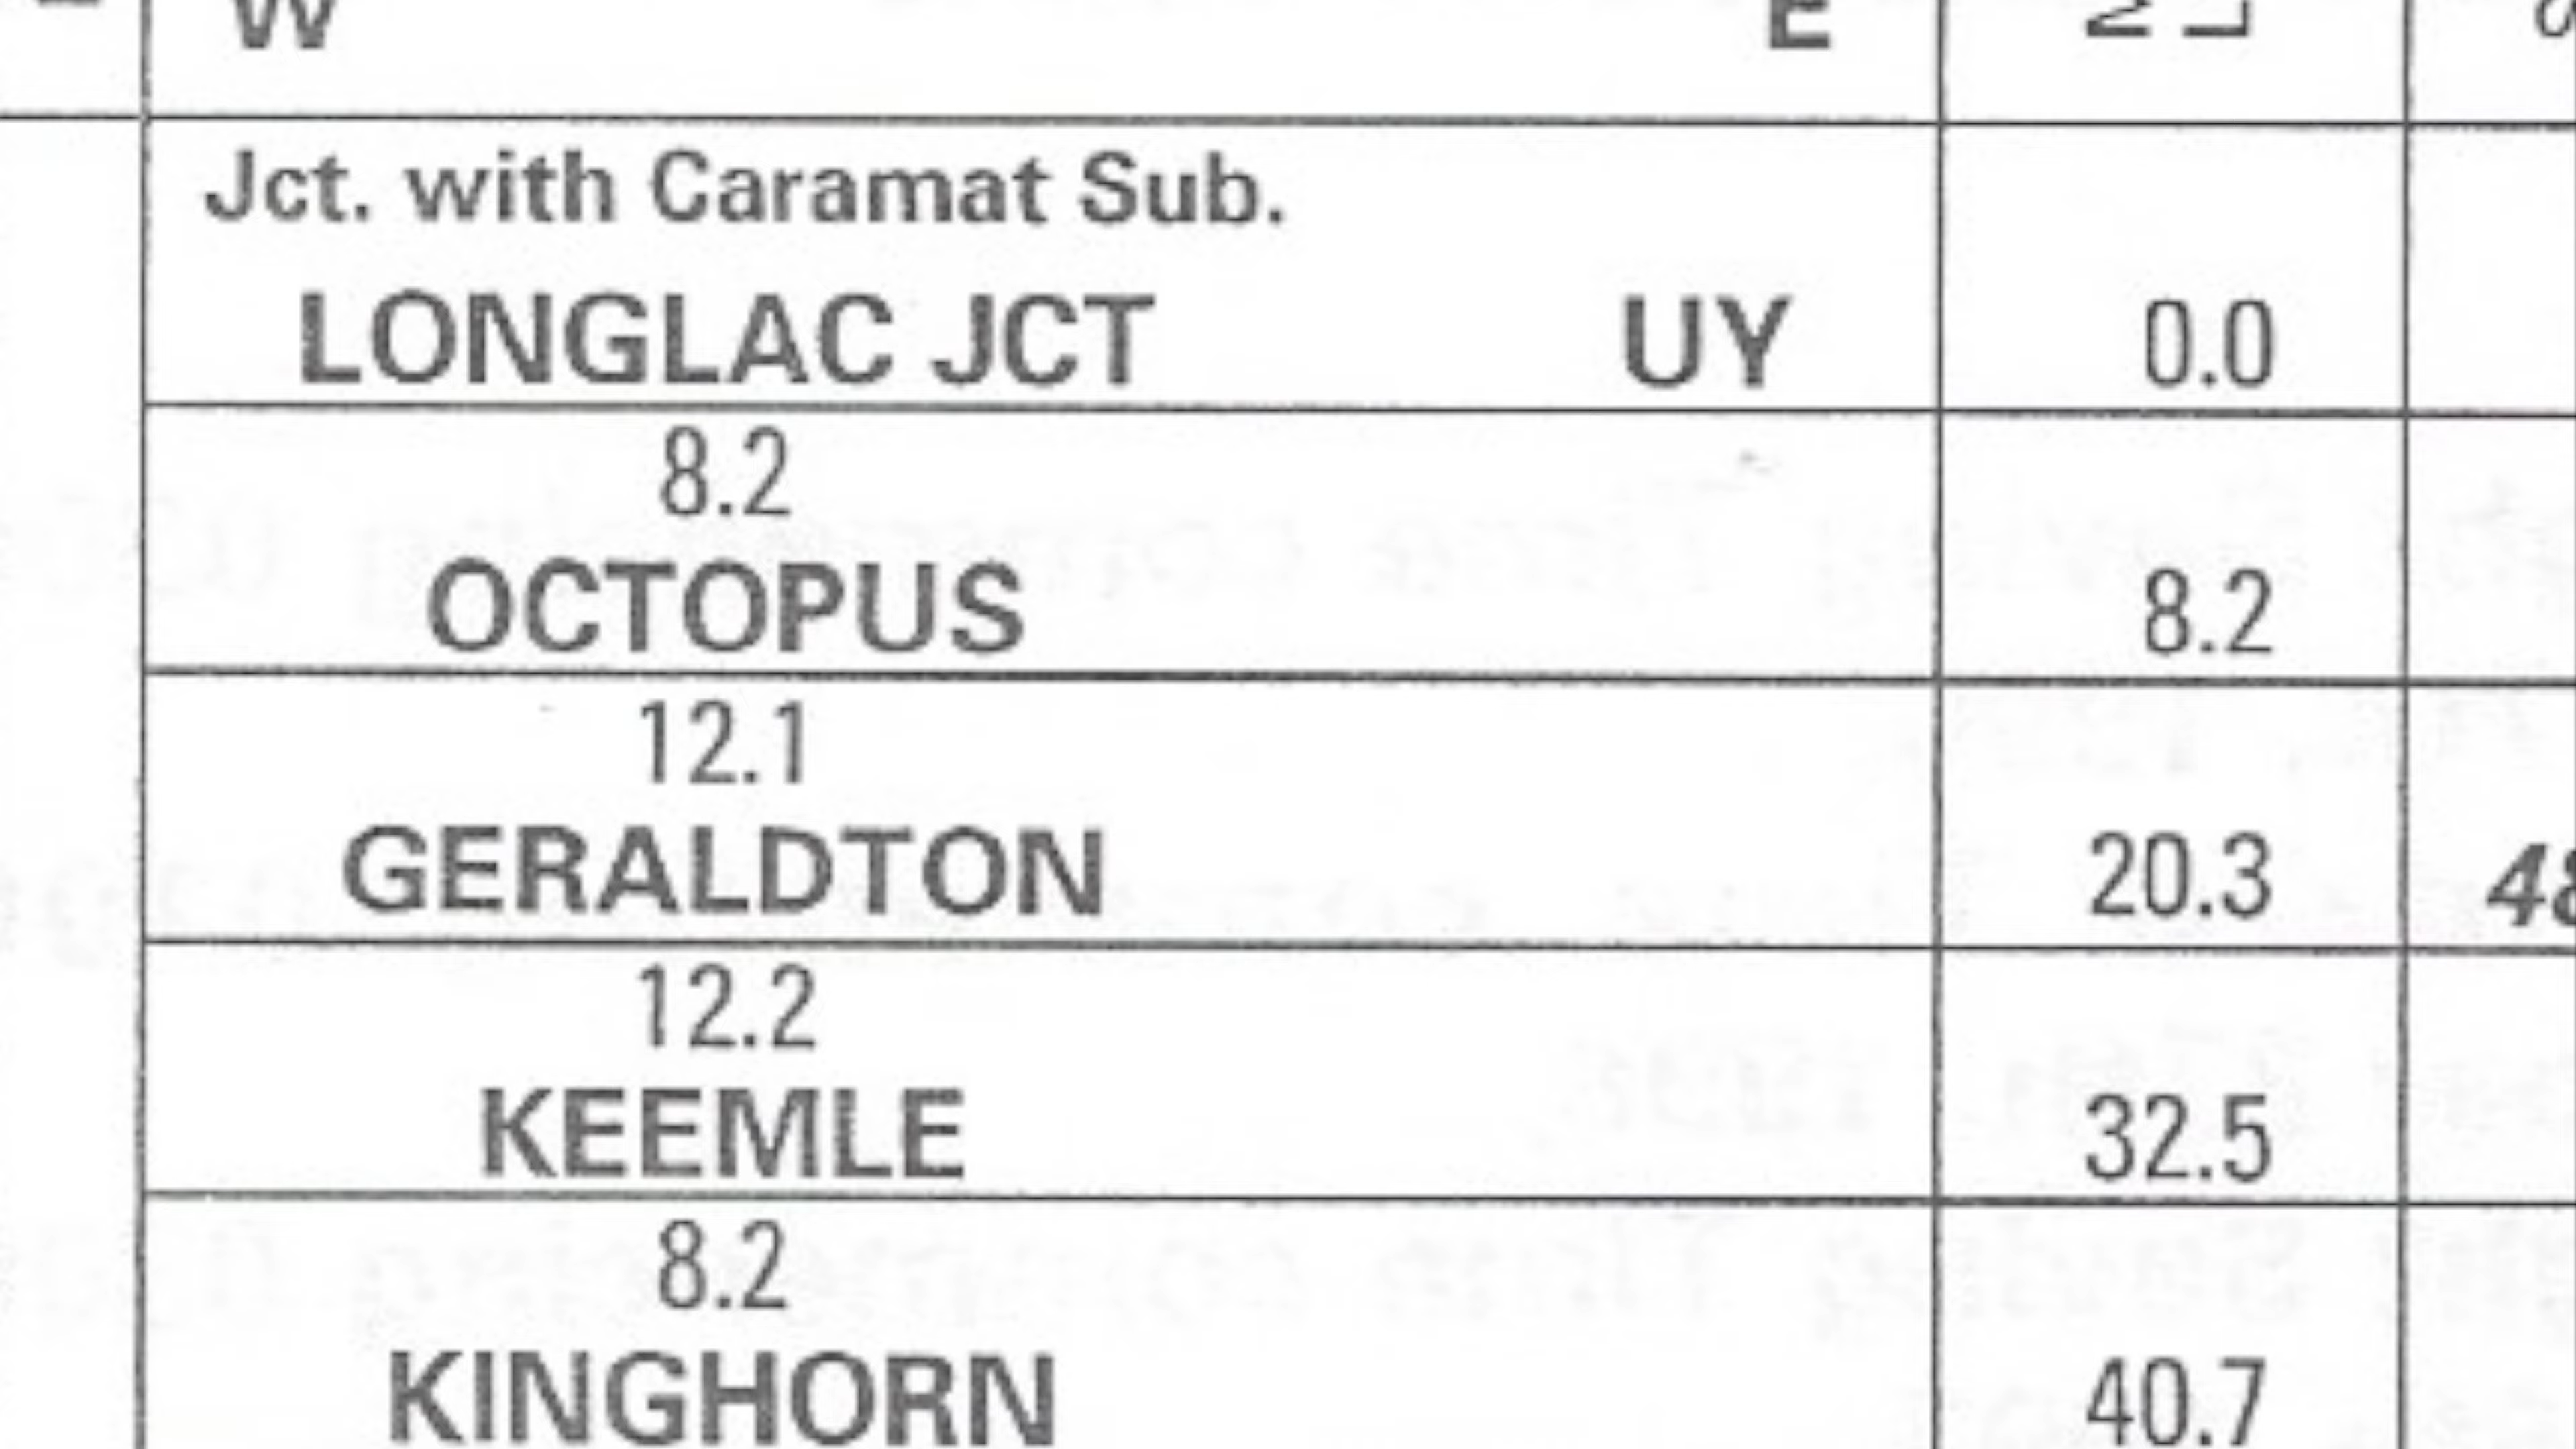 W E
Jct. with Caramat Sub.
LONGLAC JCT UY 0.0
8.2
OCTOPUS 8.2
12.1
GERALDTON 20.3
12.2
KEEMLE 32.5
8.2
KINGHORN 40.7